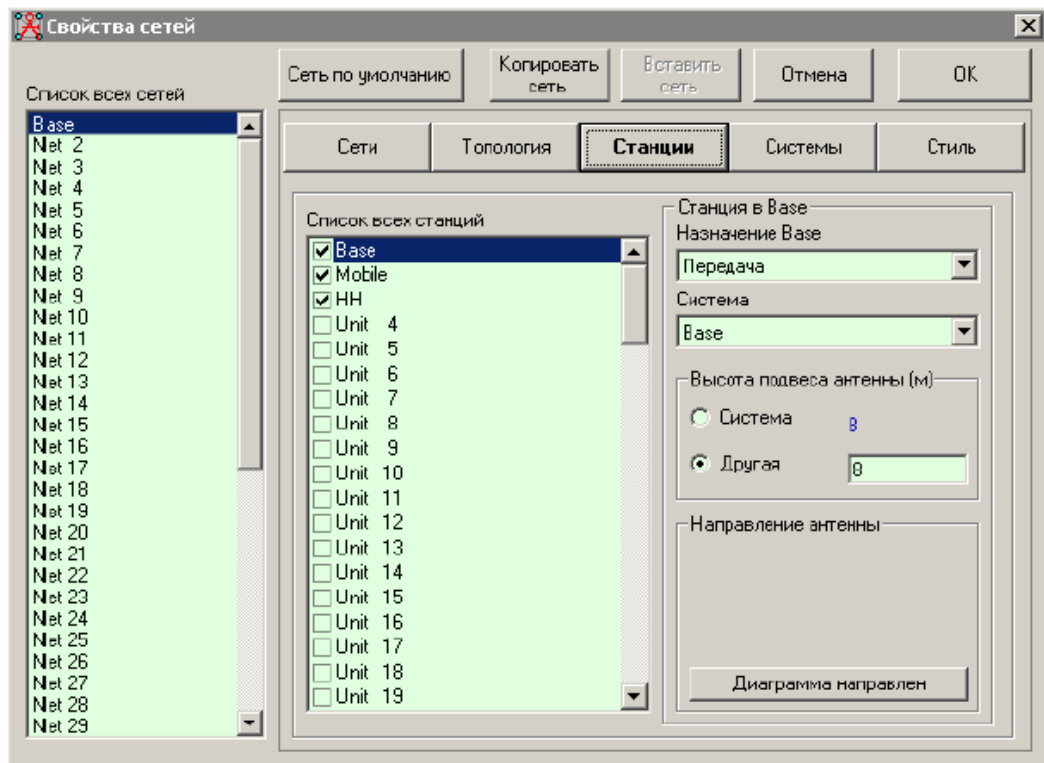 Свойства сетей
Сеть по умолчанию
Копировать
сеть
Вставить
сеть
Отмена
OK
Список всех сетей
Base
Net 2
Net 3
Net 4
Net 5
Net 6
Net 7
Net 8
Net 9
Net 10
Net 11
Net 12
Net 13
Net 14
Net 15
Net 16
Net 17
Net 18
Net 19
Net 20
Net 21
Net 22
Net 23
Net 24
Net 25
Net 26
Net 27
Net 28
Net 29
Сети
Топология
Станции
Системы
Стиль
Список всех станций
Base
Mobile
HH
Unit 4
Unit 5
Unit 6
Unit 7
Unit 8
Unit 9
Unit 10
Unit 11
Unit 12
Unit 13
Unit 14
Unit 15
Unit 16
Unit 17
Unit 18
Unit 19
Станция в Base
Назначение Base
Передача
Система
Base
Высота подвеса антенны (м)
Система 8
Другая 8
Направление антенны
Диаграмма направлен